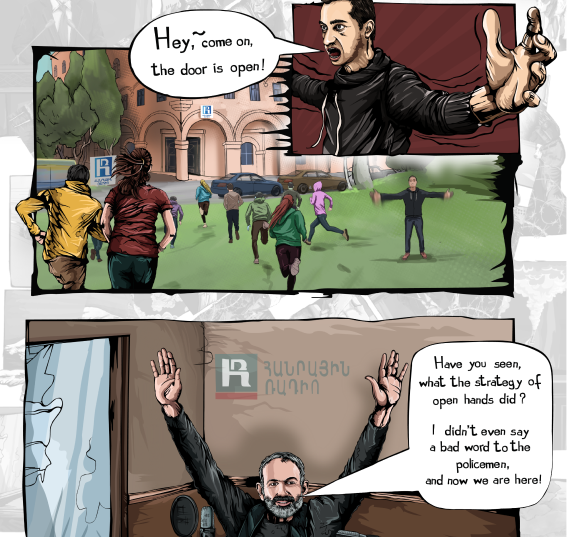 Hey,~ come on,
the door is open!
R
R
R
ՀԱՆՐԱՅԻՆ
ՌԱԴԻՈ
Have you seen,
what the strategy of
open hands did?
I didn't even say
a bad word to the
policemen,
and now we are here!